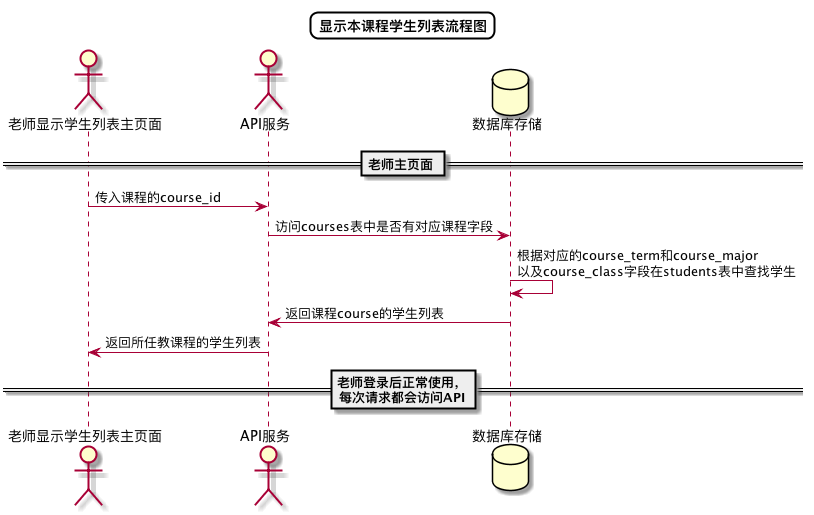 显示本课程学生列表流程图
老师显示学生列表主页面
API服务
数据库存储
老师主页面
传入课程的course_id
访问courses表中是否有对应课程字段
根据对应的course_term和course_major
以及course_class字段在students表中查找学生
返回课程course的学生列表
返回所任教课程的学生列表
老师登录后正常使用，
每次请求都会访问API
老师显示学生列表主页面
API服务
数据库存储